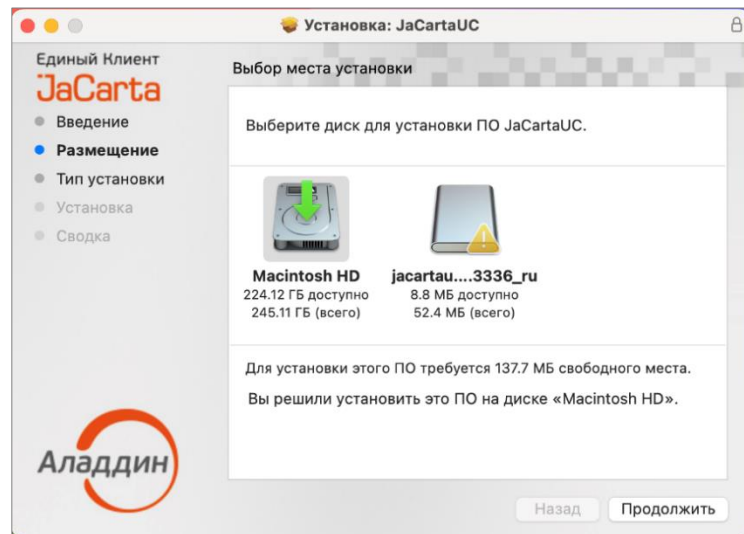 Установка: JaCartaUC
Единый Клиент
JaCarta
Введение
Размещение
Тип установки
Установка
Сводка
Аладдин
Выбор места установки
Выберите диск для установки ПО JaCartaUC.
Macintosh HD
224.12 ГБ доступно
245.11 ГБ (всего)
jacartau....3336_ru
8.8 МБ доступно
52.4 МБ (всего)
Для установки этого ПО требуется 137.7 МБ свободного места.
Вы решили установить это ПО на диске «Macintosh HD».
Назад
Продолжить